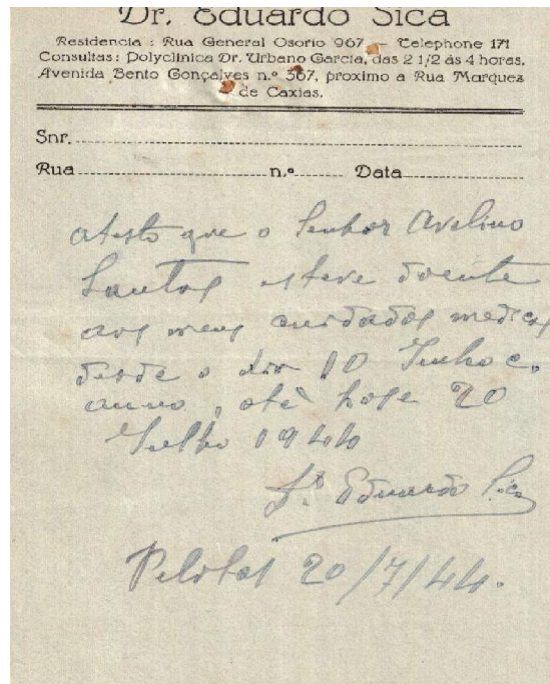 Dr. Eduardo Sica
Residencia : Rua General Osorio 967 — Telephone 171
Consultas : Polyclinica Dr. Urbano Garcia, das 2 1/2 ás 4 horas.
Avenida Bento Gonçalves n.º 367, proximo a Rua Marquez
de Caxias.
Snr.
Rua n.º Data
atesto que o Senhor Avelino
Santos esteve doente
aos meus cuidados medicos
desde o dia 10 Junho c.
anno, até hoje 20
Julho 1944
Dr. Eduardo Sica
Pelotas 20/7/44.